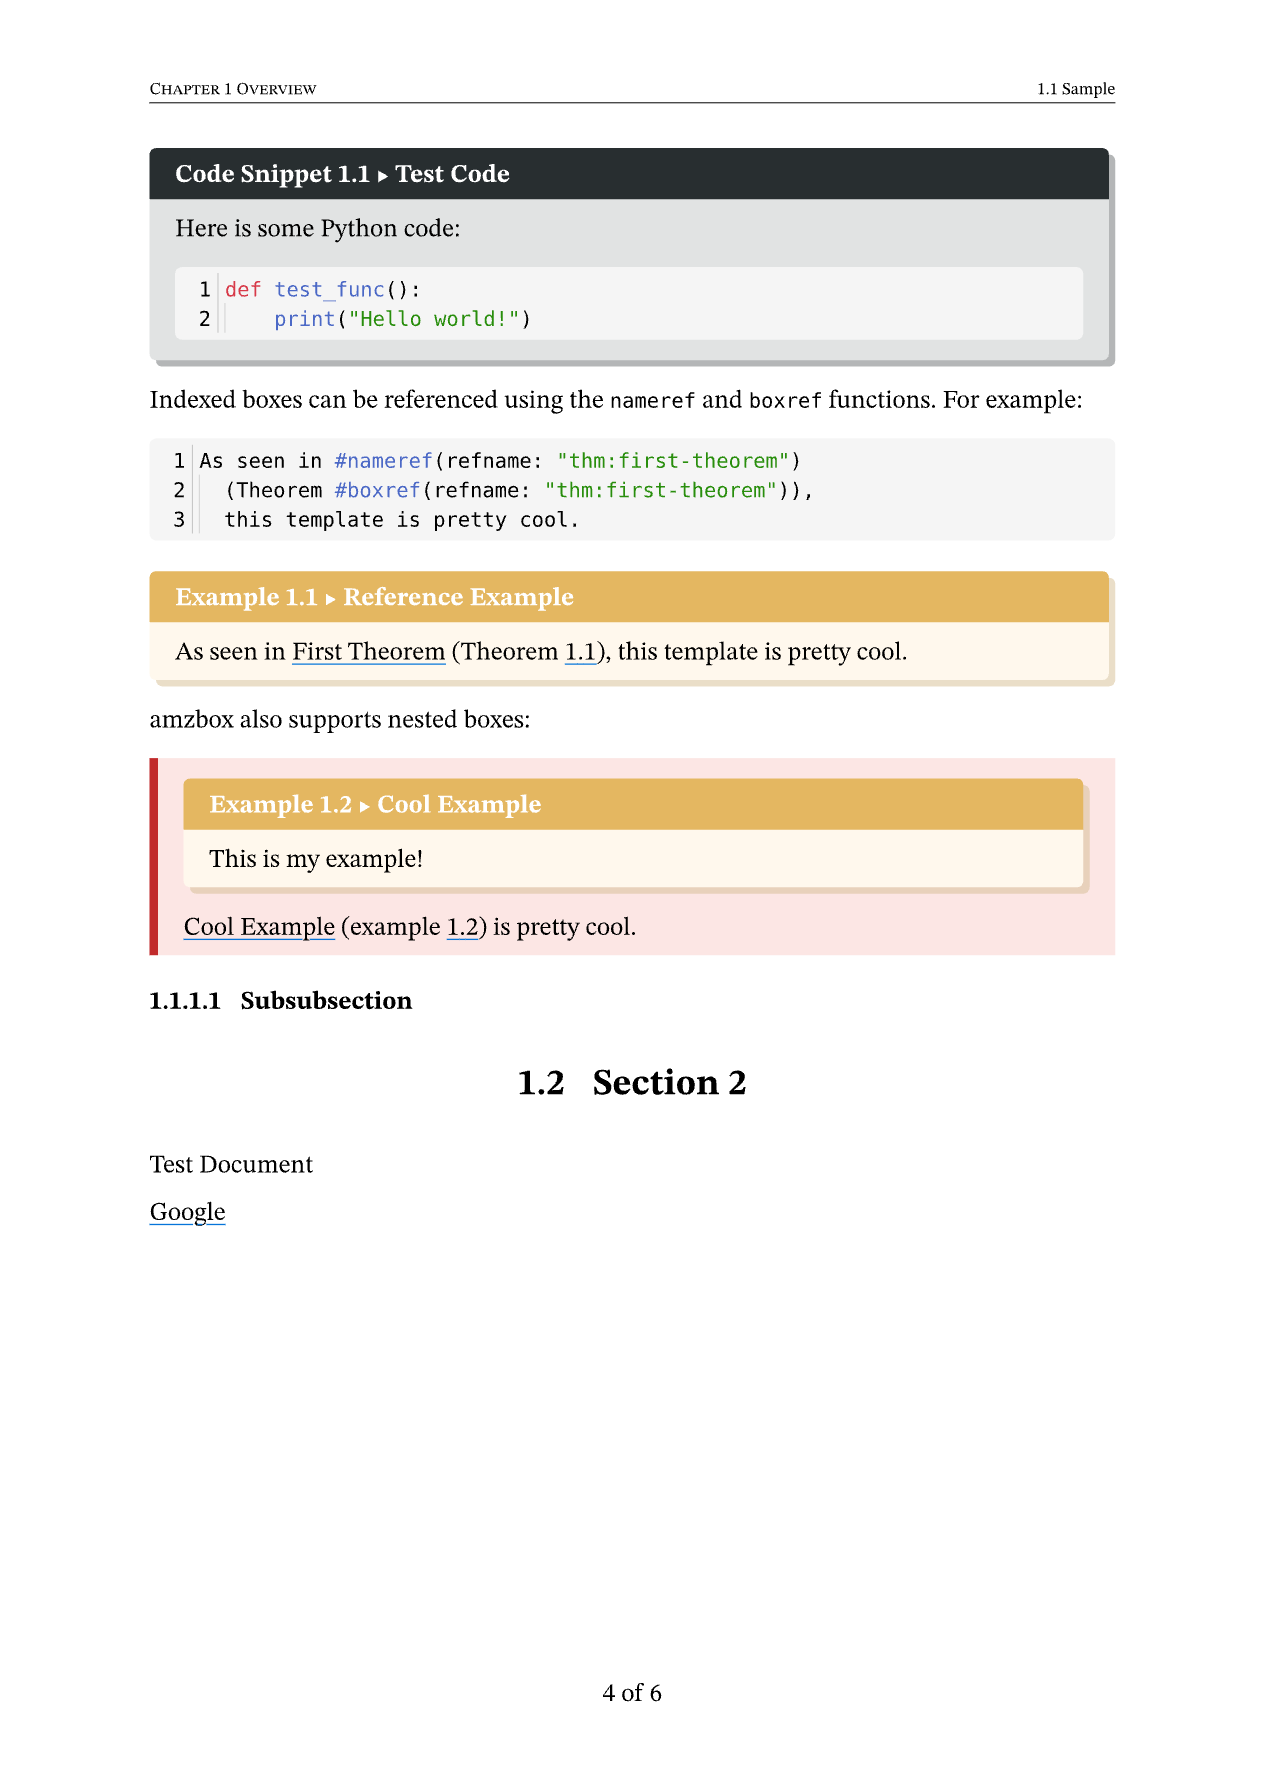 CHAPTER 1 OVERVIEW 1.1 Sample
Code Snippet 1.1 ▸ Test Code
Here is some Python code:
1 def test_func():
2     print("Hello world!")
Indexed boxes can be referenced using the nameref and boxref functions. For example:
1 As seen in #nameref(refname: "thm:first-theorem")
2   (Theorem #boxref(refname: "thm:first-theorem")),
3   this template is pretty cool.
Example 1.1 ▸ Reference Example
As seen in First Theorem (Theorem 1.1), this template is pretty cool.
amzbox also supports nested boxes:
Example 1.2 ▸ Cool Example
This is my example!
Cool Example (example 1.2) is pretty cool.
1.1.1.1 Subsubsection
1.2 Section 2
Test Document
Google
4 of 6